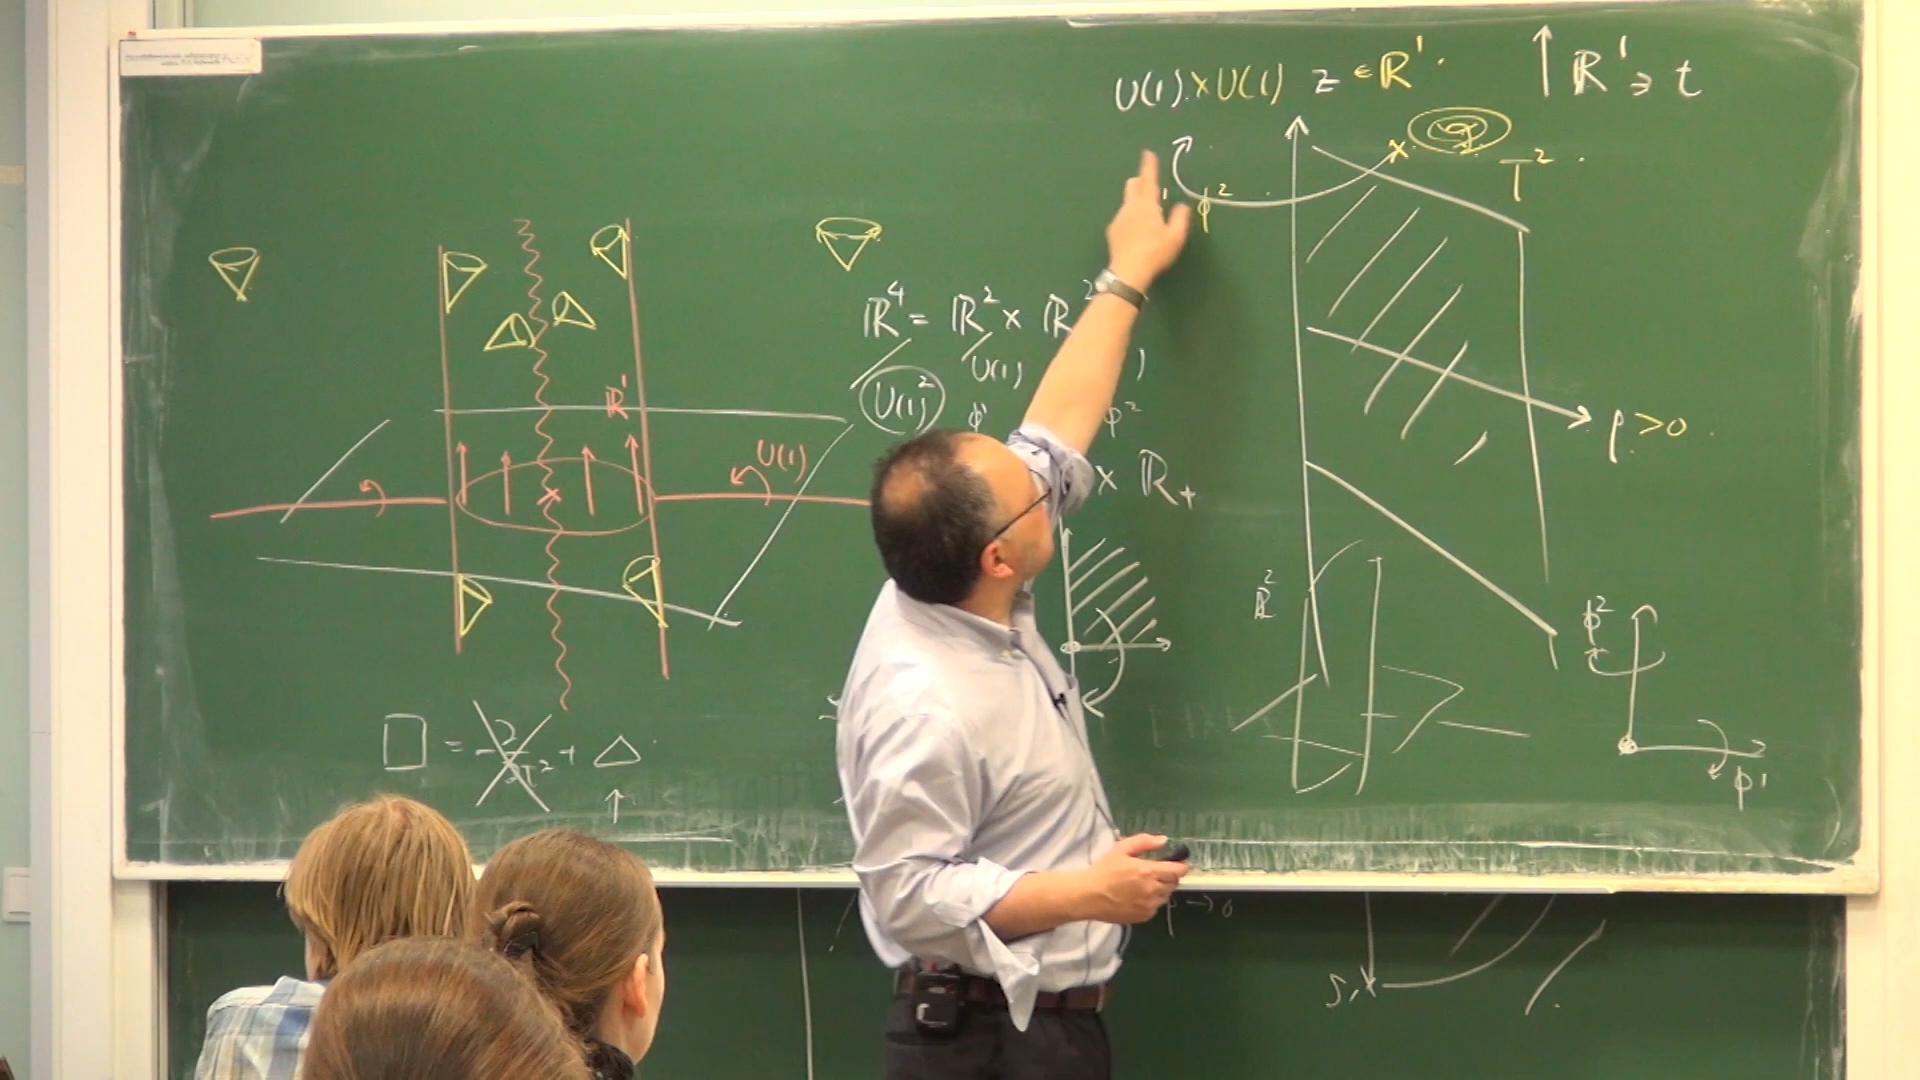 U(1) × U(1) z ∈ ℝ¹ ℝ¹ ∋ t
T²
φ²
ℝ⁴ = ℝ² × ℝ²
U(1)
U(1)² φ¹ φ²
ℝ¹
U(1)
× ℝ₊
ρ > 0
ℝ²
φ²
φ¹
□ = ∂²/∂t² + △
ρ → 0